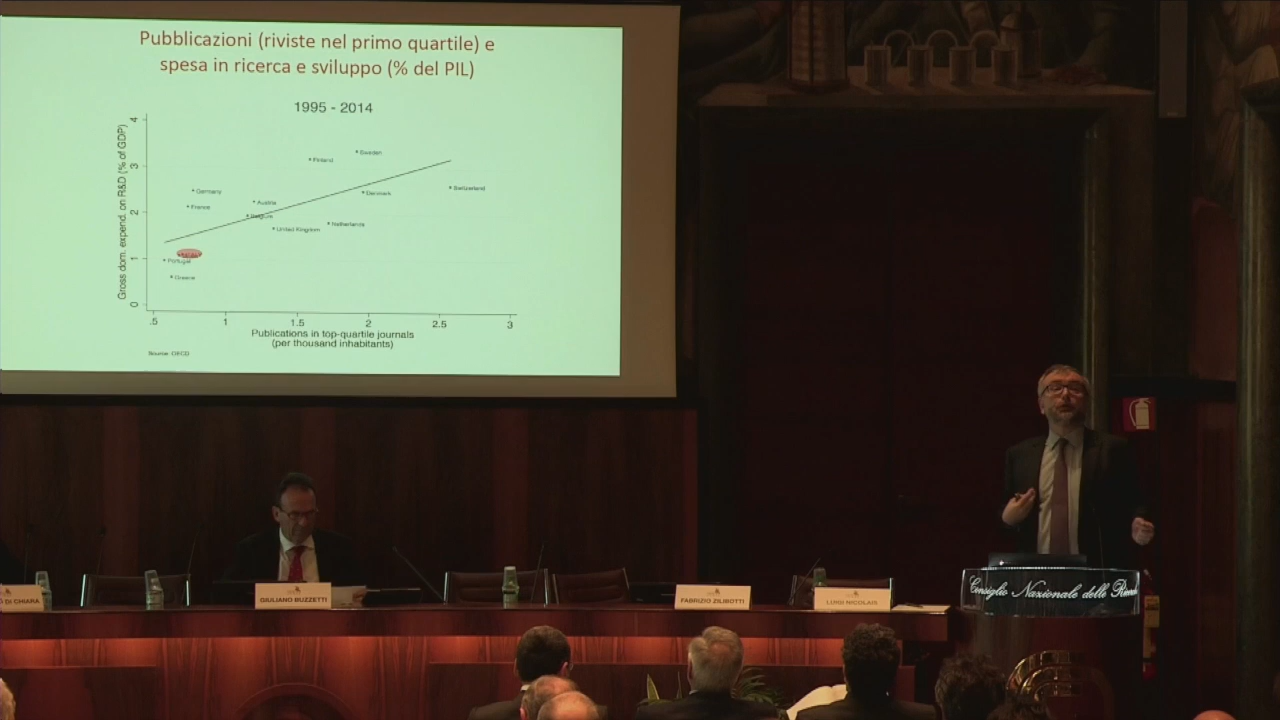 Pubblicazioni (riviste nel primo quartile) e
spesa in ricerca e sviluppo (% del PIL)
1995 - 2014
Gross dom. expend. on R&D (% of GDP)
4
3
2
1
0
Sweden
Finland
Switzerland
Germany
Denmark
Austria
France
Belgium
Netherlands
United Kingdom
Portugal
Greece
.5
1
1.5
2
2.5
3
Publications in top-quartile journals
(per thousand inhabitants)
Source: OECD
DI CHIARA
GIULIANO BUZZETTI
FABRIZIO ZILIBOTTI
LUIGI NICOLAIS
Consiglio Nazionale delle Ricerche